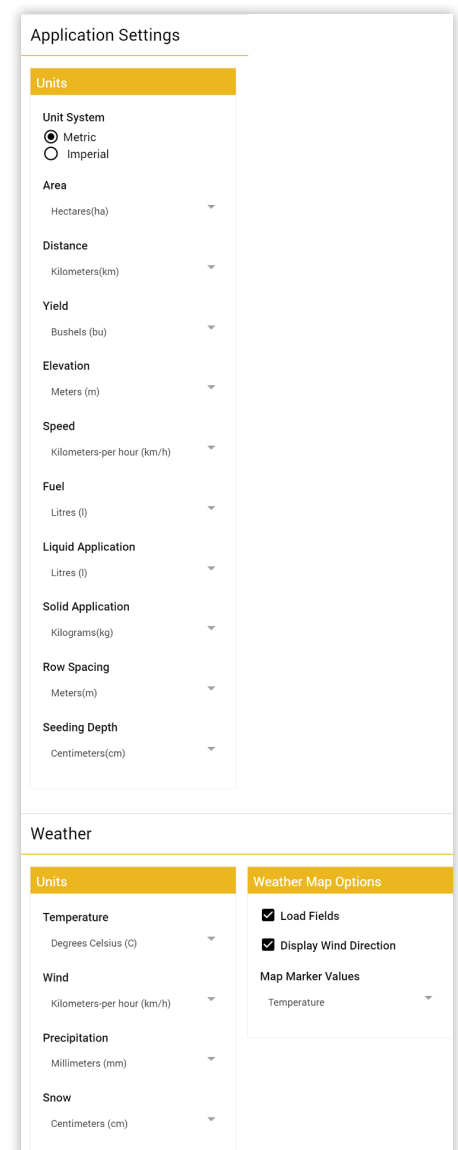 Application Settings
Units
Unit System
Metric
Imperial
Area
Hectares(ha)
Distance
Kilometers(km)
Yield
Bushels (bu)
Elevation
Meters (m)
Speed
Kilometers-per hour (km/h)
Fuel
Litres (l)
Liquid Application
Litres (l)
Solid Application
Kilograms(kg)
Row Spacing
Meters(m)
Seeding Depth
Centimeters(cm)
Weather
Units
Temperature
Degrees Celsius (C)
Wind
Kilometers-per hour (km/h)
Precipitation
Millimeters (mm)
Snow
Centimeters (cm)
Weather Map Options
Load Fields
Display Wind Direction
Map Marker Values
Temperature